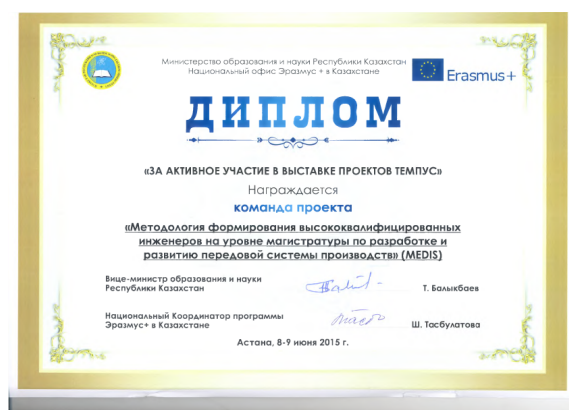 Министерство образования и науки Республики Казахстан
Национальный офис Эразмус + в Казахстане
Erasmus+
ДИПЛОМ
«ЗА АКТИВНОЕ УЧАСТИЕ В ВЫСТАВКЕ ПРОЕКТОВ ТЕМПУС»
Награждается
команда проекта
«Методология формирования высококвалифицированных
инженеров на уровне магистратуры по разработке и
развитию передовой системы производств» (MEDIS)
Вице-министр образования и науки
Республики Казахстан
Т. Балыкбаев
Национальный Координатор программы
Эразмус+ в Казахстане
Ш. Тасбулатова
Астана, 8-9 июня 2015 г.